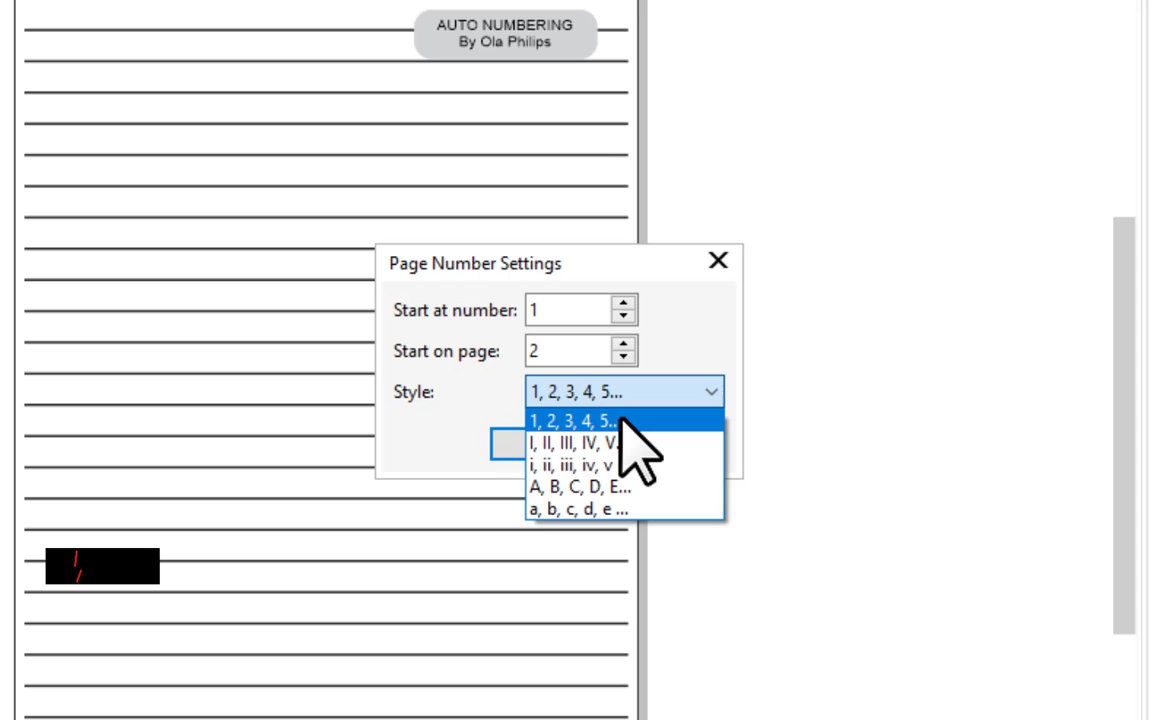 AUTO NUMBERING
By Ola Philips
Page Number Settings
Start at number: 1
Start on page: 2
Style: 1, 2, 3, 4, 5...
1, 2, 3, 4, 5...
I, II, III, IV, V
i, ii, iii, iv, v
A, B, C, D, E...
a, b, c, d, e ...